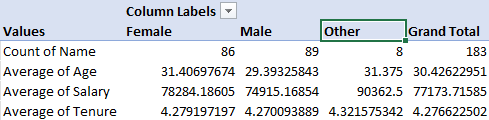 Column Labels
Values Female Male Other Grand Total
Count of Name 86 89 8 183
Average of Age 31.40697674 29.39325843 31.375 30.42622951
Average of Salary 78284.18605 74915.16854 90362.5 77173.71585
Average of Tenure 4.279197197 4.270093889 4.321575342 4.276622502